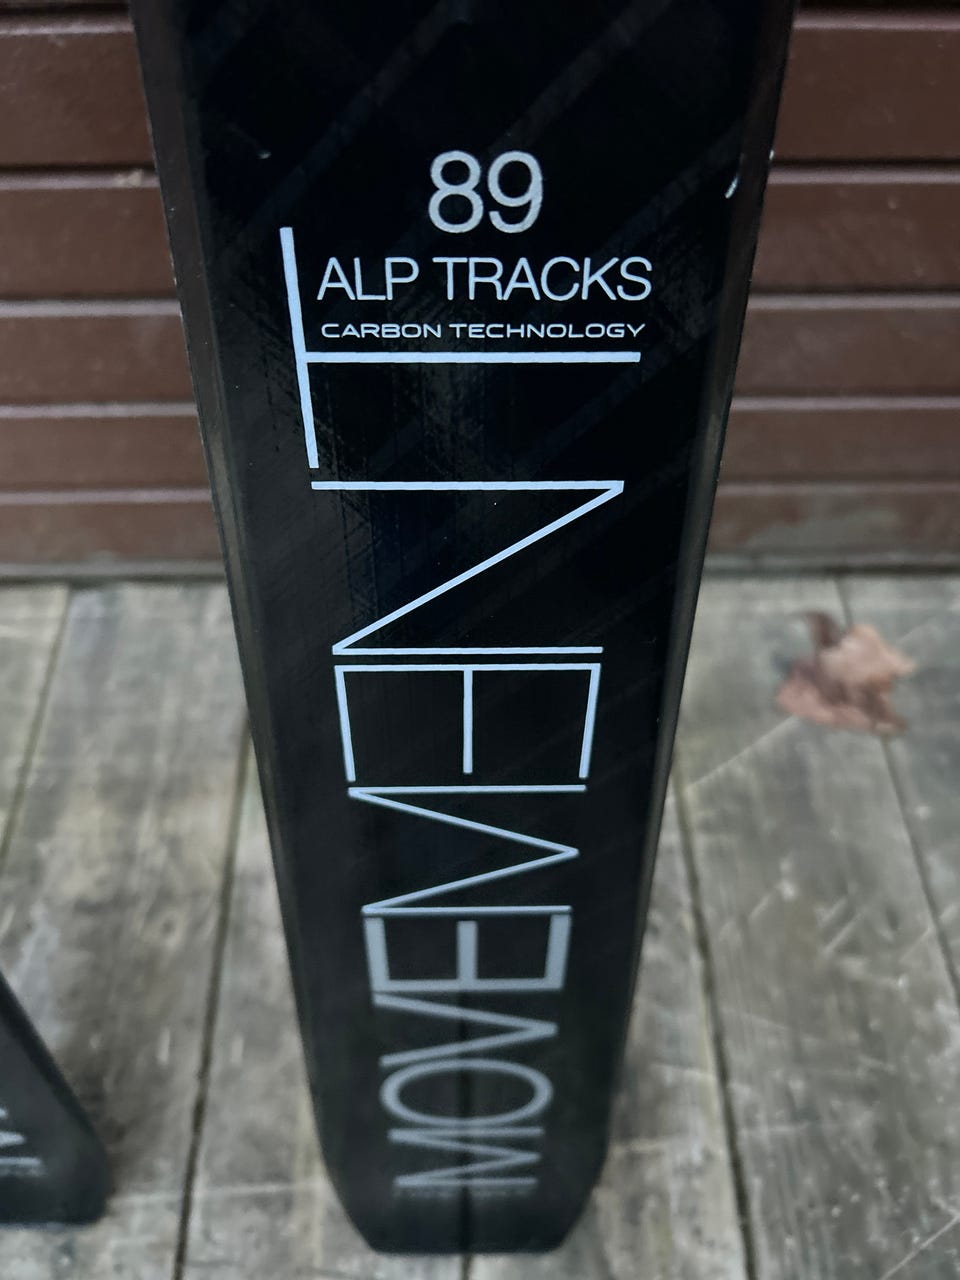 89
ALP TRACKS
CARBON TECHNOLOGY
MOVEMENT